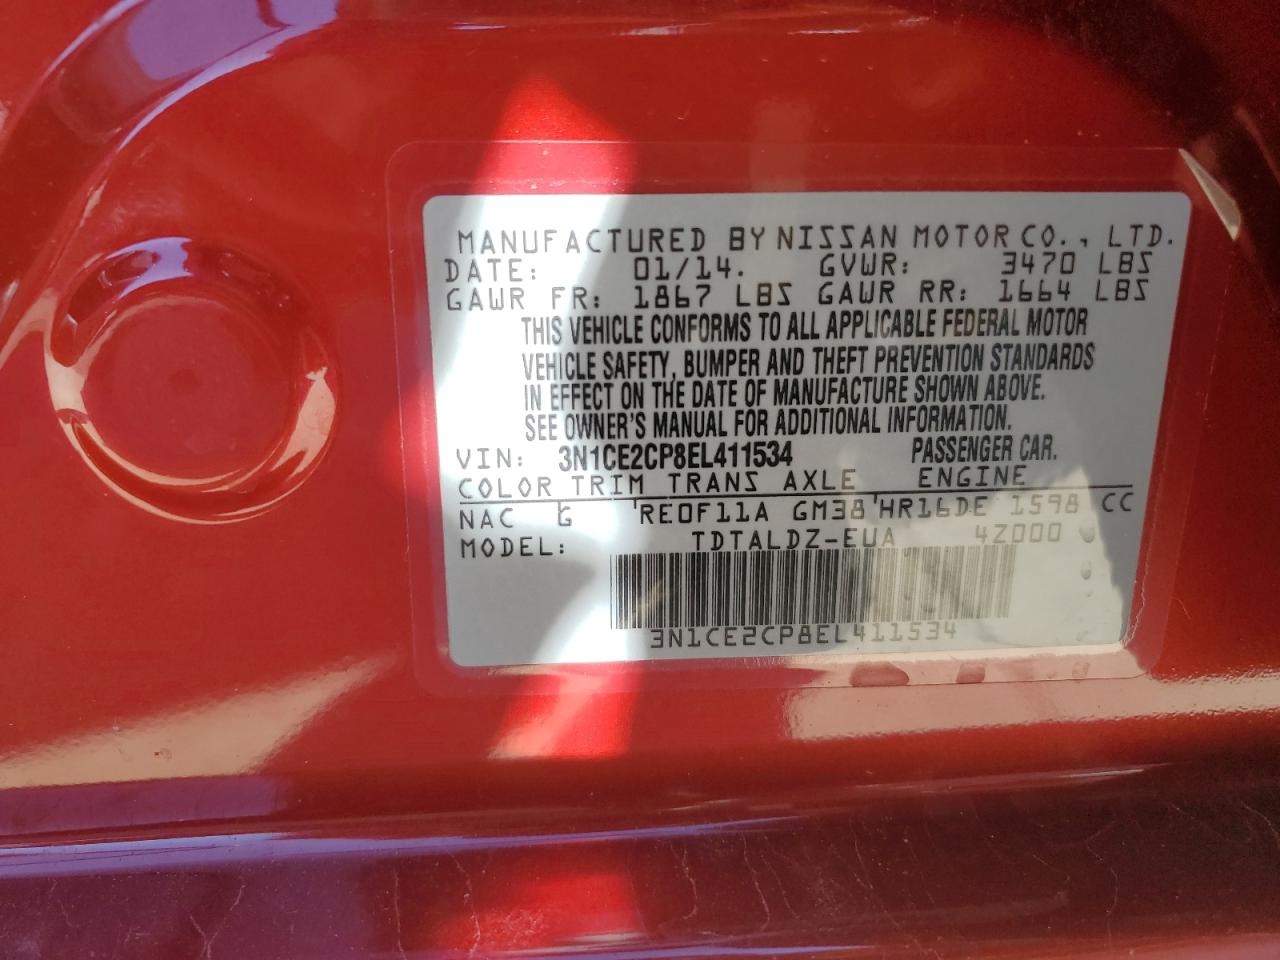 MANUFACTURED BY NISSAN MOTOR CO., LTD.
DATE: 01/14. GVWR: 3470 LBS
GAWR FR: 1867 LBS GAWR RR: 1664 LBS
THIS VEHICLE CONFORMS TO ALL APPLICABLE FEDERAL MOTOR
VEHICLE SAFETY, BUMPER AND THEFT PREVENTION STANDARDS
IN EFFECT ON THE DATE OF MANUFACTURE SHOWN ABOVE.
SEE OWNER'S MANUAL FOR ADDITIONAL INFORMATION.
VIN: 3N1CE2CP8EL411534 PASSENGER CAR.
COLOR TRIM TRANS AXLE ENGINE
NAC G RE0F11A GM38 HR16DE 1598 CC
MODEL: TDTALDZ-EUA 4Z000
3N1CE2CP8EL411534